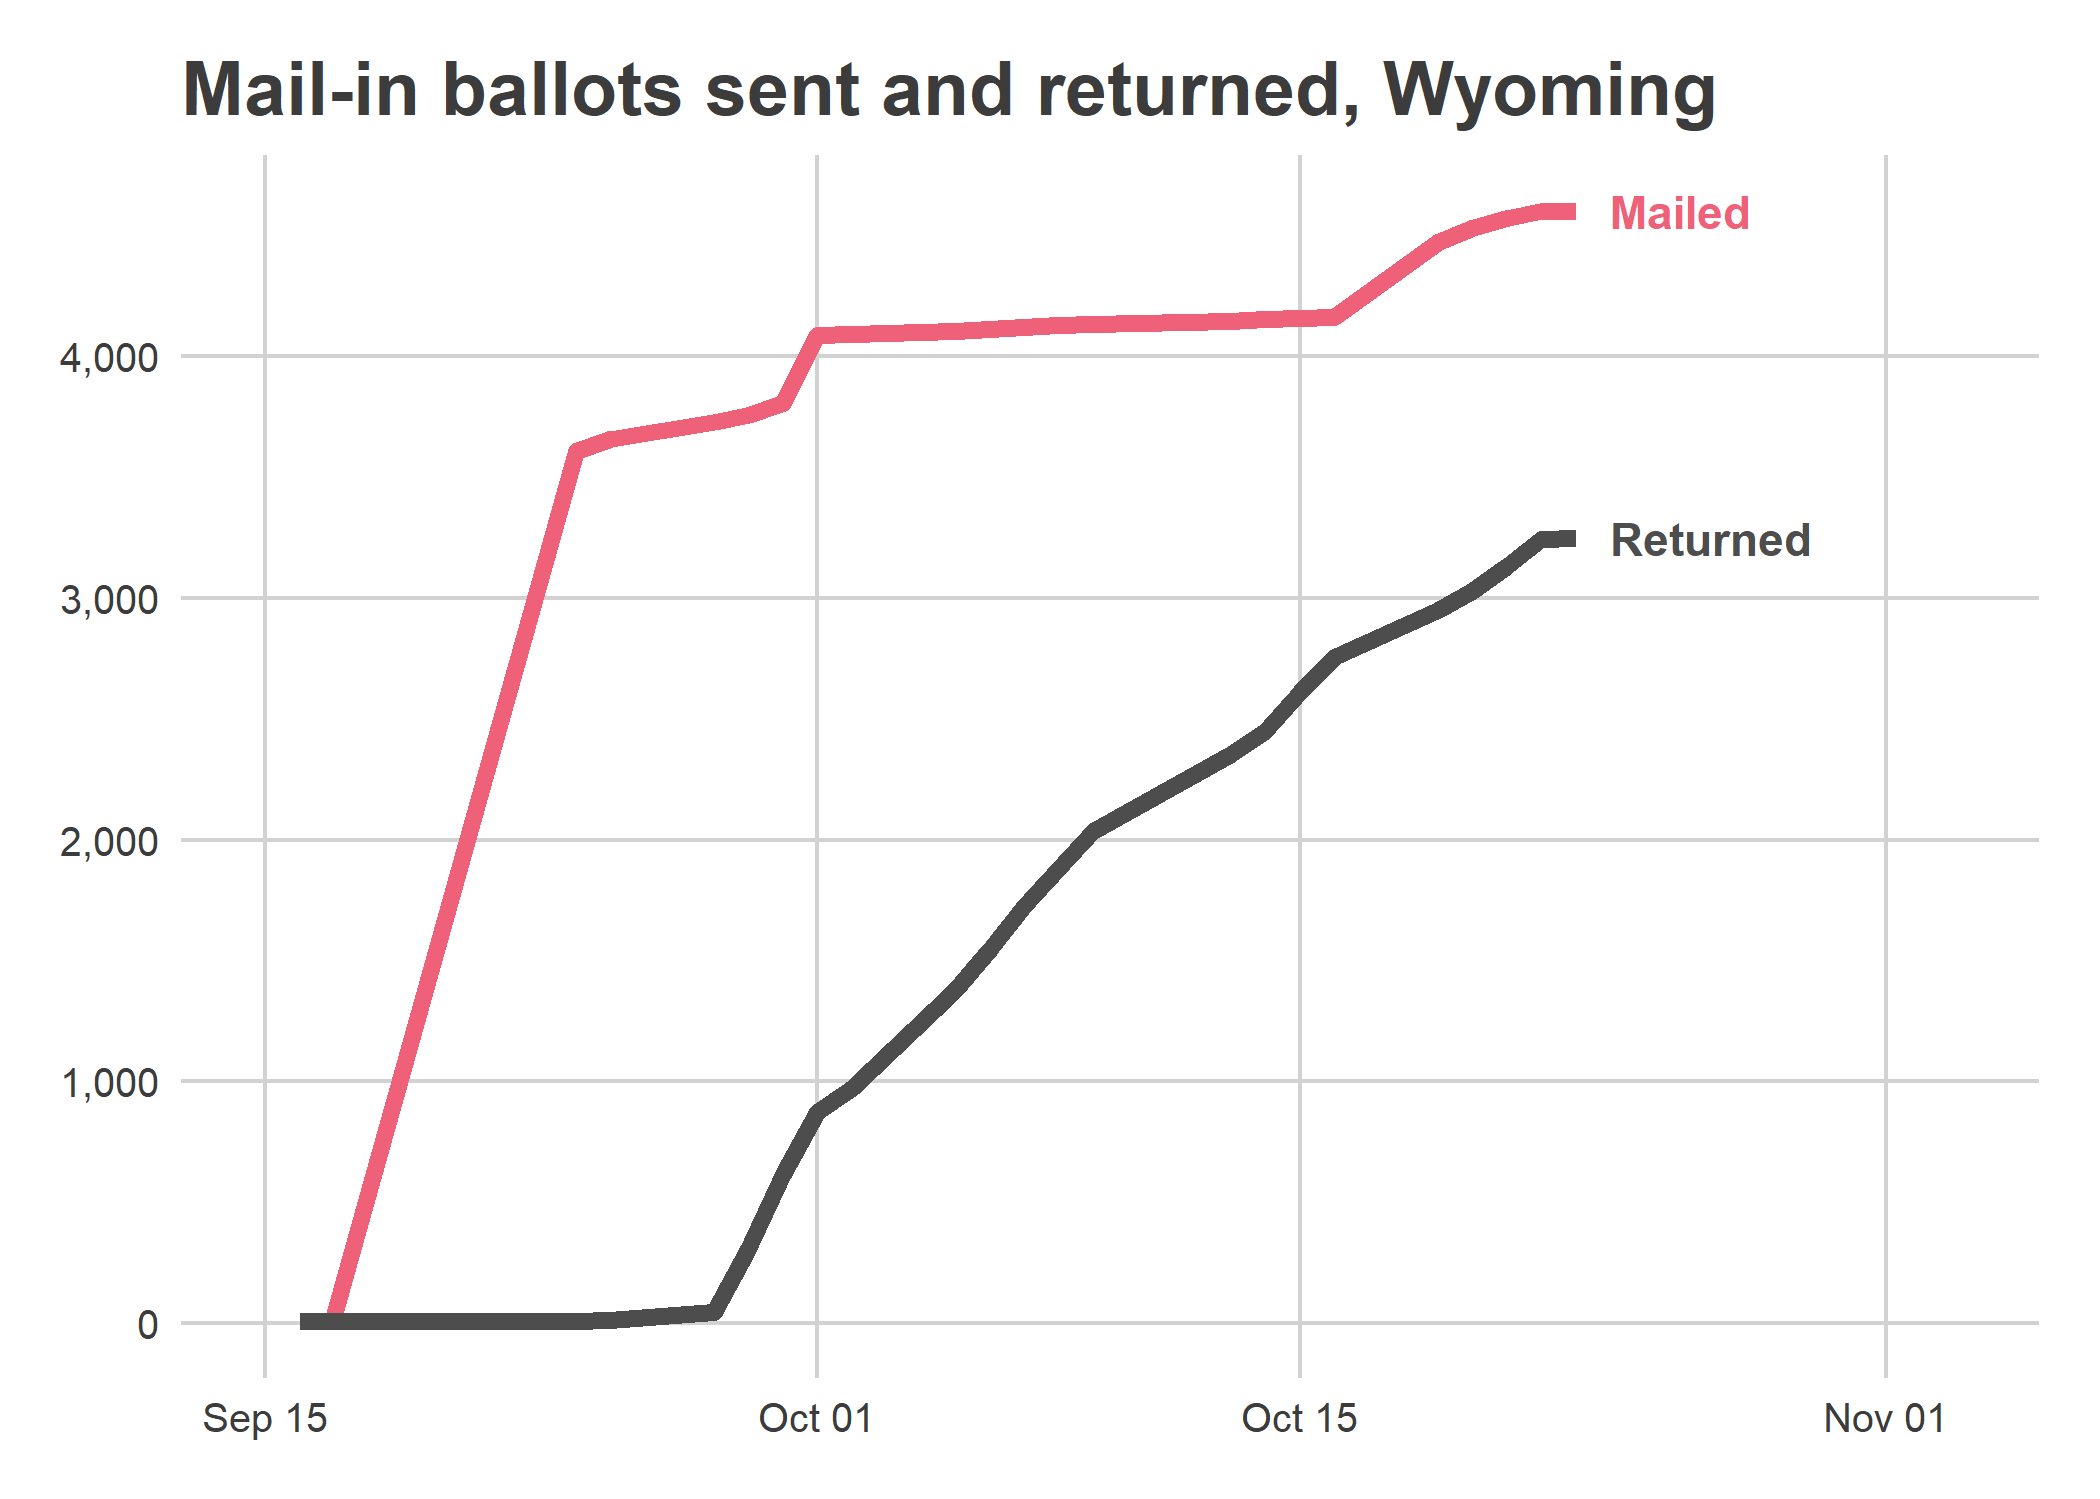 Mail-in ballots sent and returned, Wyoming
Mailed
4,000
Returned
3,000
2,000
1,000
0
Sep 15
Oct 01
Oct 15
Nov 01